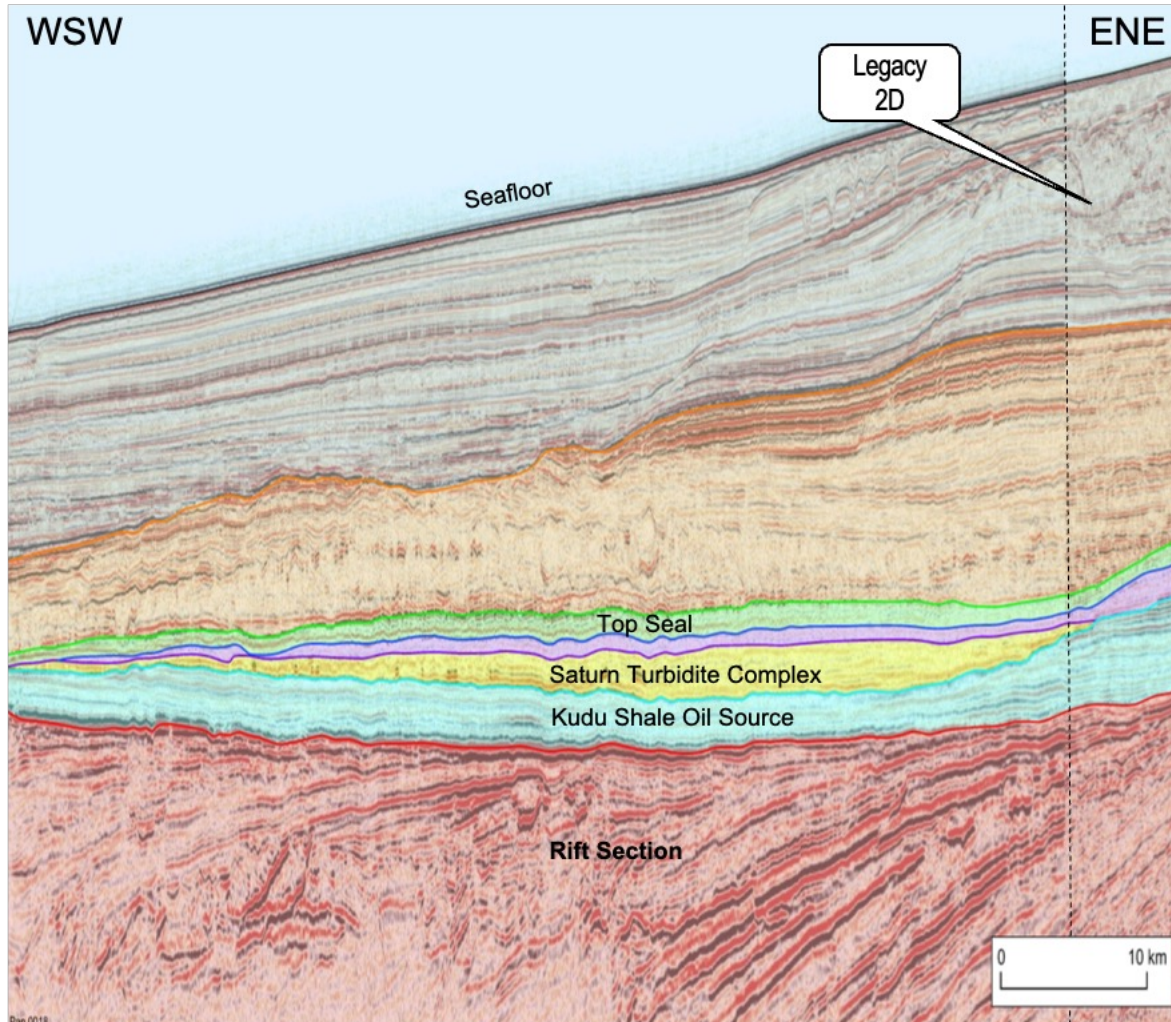 WSW
ENE
Legacy
2D
Seafloor
Top Seal
Saturn Turbidite Complex
Kudu Shale Oil Source
Rift Section
0 10 km